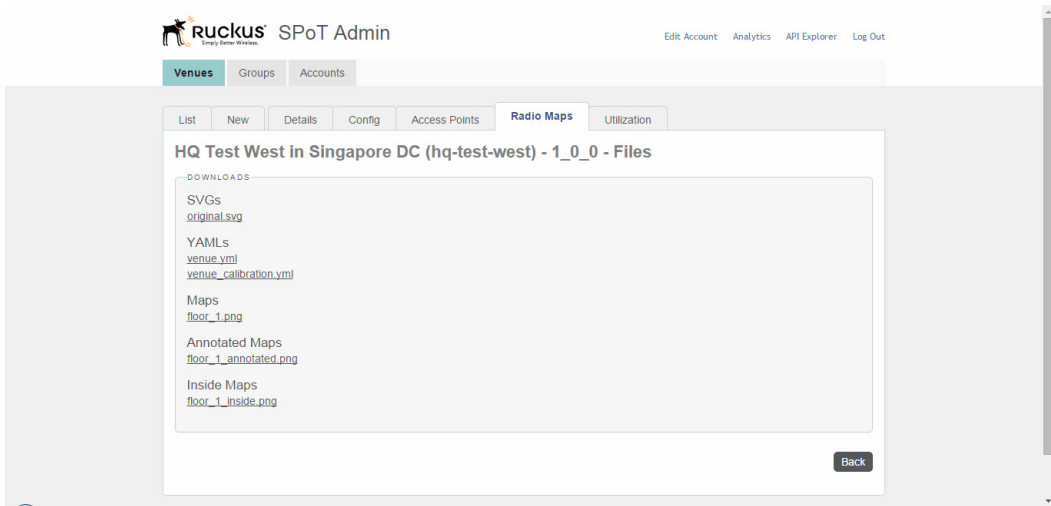 Ruckus SPoT Admin
Simply Better Wireless.
Edit Account Analytics API Explorer Log Out
Venues Groups Accounts
List New Details Config Access Points Radio Maps Utilization
HQ Test West in Singapore DC (hq-test-west) - 1_0_0 - Files
DOWNLOADS
SVGs
original.svg
YAMLs
venue.yml
venue_calibration.yml
Maps
floor_1.png
Annotated Maps
floor_1_annotated.png
Inside Maps
floor_1_inside.png
Back